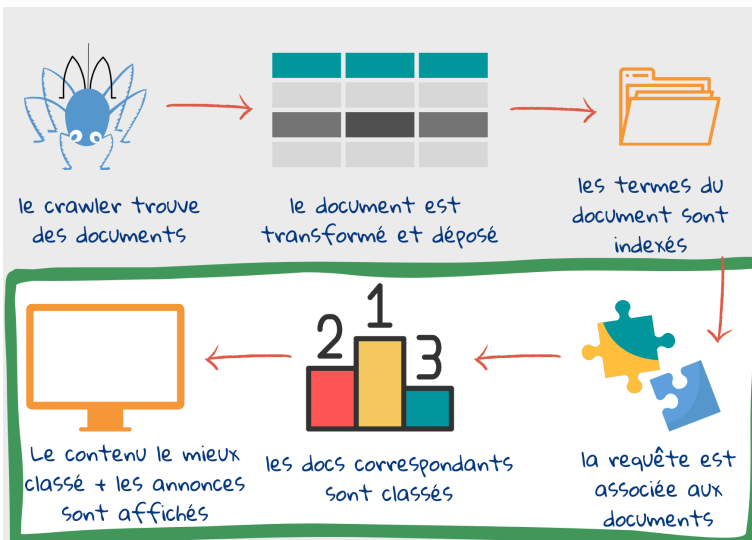 le crawler trouve
des documents
le document est
transformé et déposé
les termes du
document sont
indexés
2
1
3
Le contenu le mieux
classé + les annonces
sont affichés
les docs correspondants
sont classés
la requête est
associée aux
documents